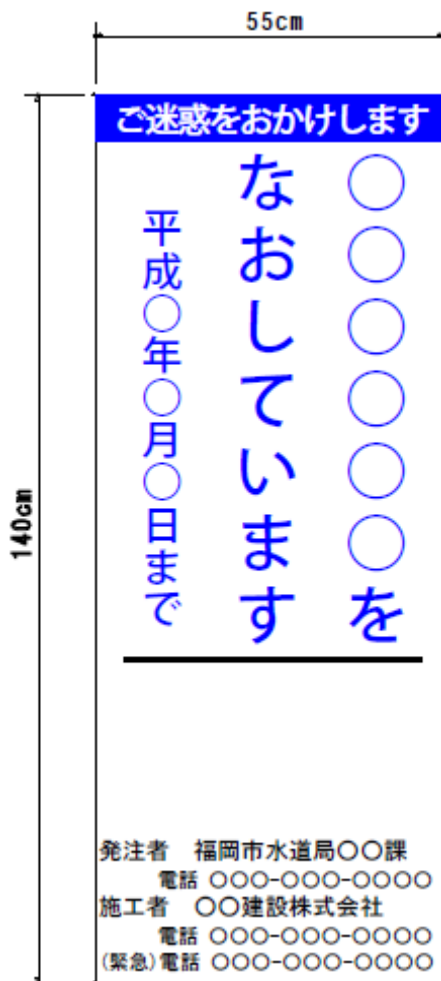 55cm
140cm
ご迷惑をおかけします
○○○○○○を
なおしています
平成○年○月○日まで
発注者 福岡市水道局○○課
電話 ○○○-○○○-○○○○
施工者 ○○建設株式会社
電話 ○○○-○○○-○○○○
(緊急)電話 ○○○-○○○-○○○○